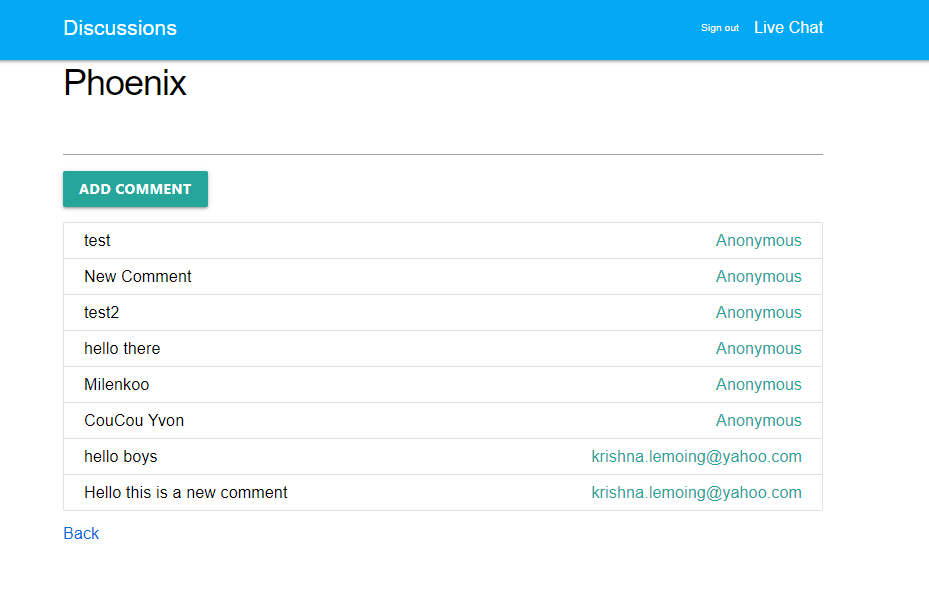 Discussions Sign out Live Chat
Phoenix
ADD COMMENT
test Anonymous
New Comment Anonymous
test2 Anonymous
hello there Anonymous
Milenkoo Anonymous
CouCou Yvon Anonymous
hello boys krishna.lemoing@yahoo.com
Hello this is a new comment krishna.lemoing@yahoo.com
Back